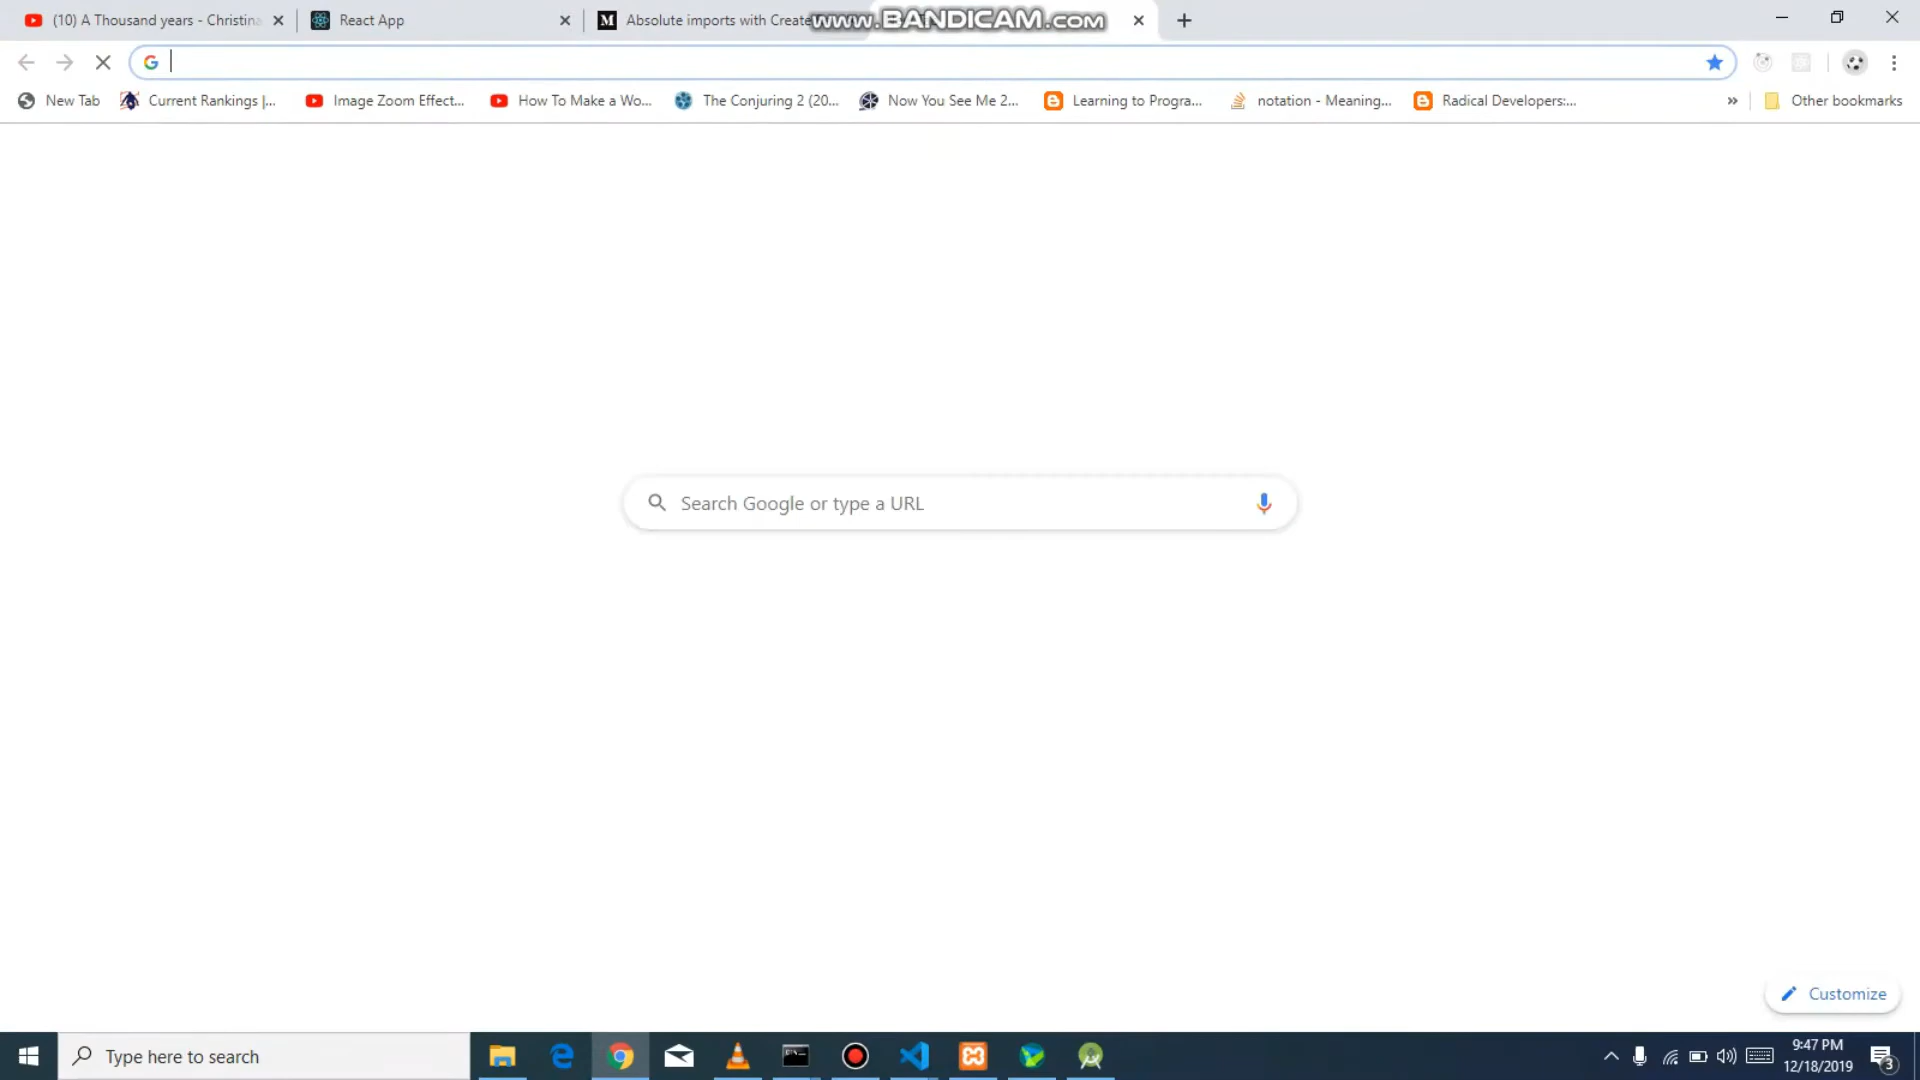 (10) A Thousand years - Christina
React App
Absolute imports with Create
www.BANDICAM.com
New Tab
Current Rankings |...
Image Zoom Effect...
How To Make a Wo...
The Conjuring 2 (20...
Now You See Me 2...
Learning to Progra...
notation - Meaning...
Radical Developers:...
»
Other bookmarks
Search Google or type a URL
Customize
Type here to search
9:47 PM
12/18/2019
3